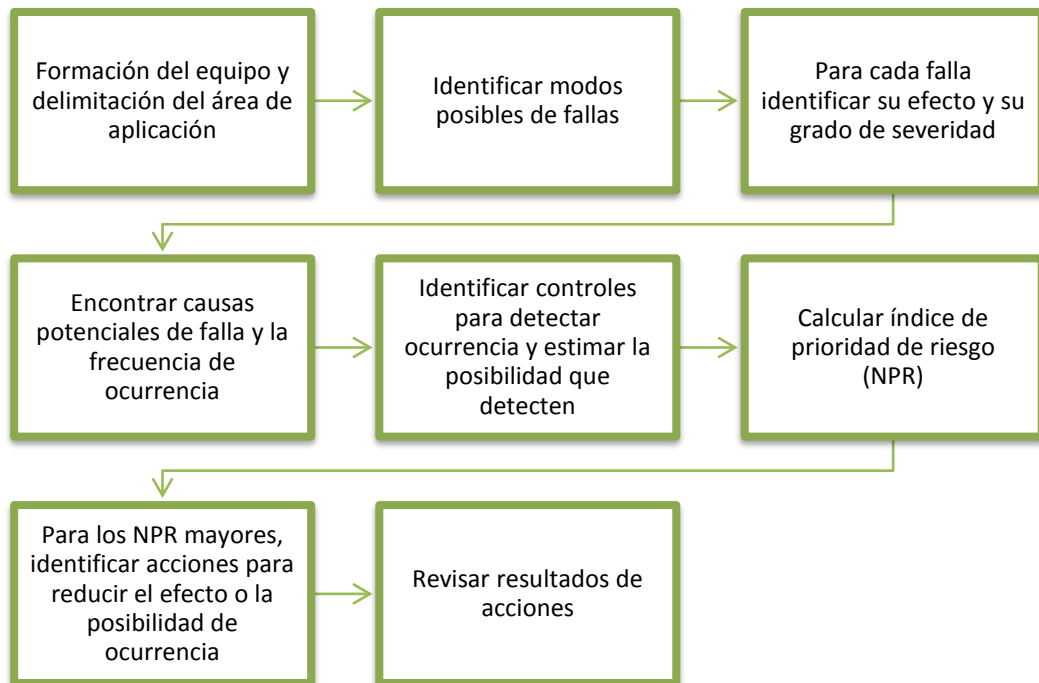 Formación del equipo y
delimitación del área de
aplicación
Identificar modos
posibles de fallas
Para cada falla
identificar su efecto y su
grado de severidad
Encontrar causas
potenciales de falla y la
frecuencia de
ocurrencia
Identificar controles
para detectar
ocurrencia y estimar la
posibilidad que
detecten
Calcular índice de
prioridad de riesgo
(NPR)
Para los NPR mayores,
identificar acciones para
reducir el efecto o la
posibilidad de
ocurrencia
Revisar resultados de
acciones